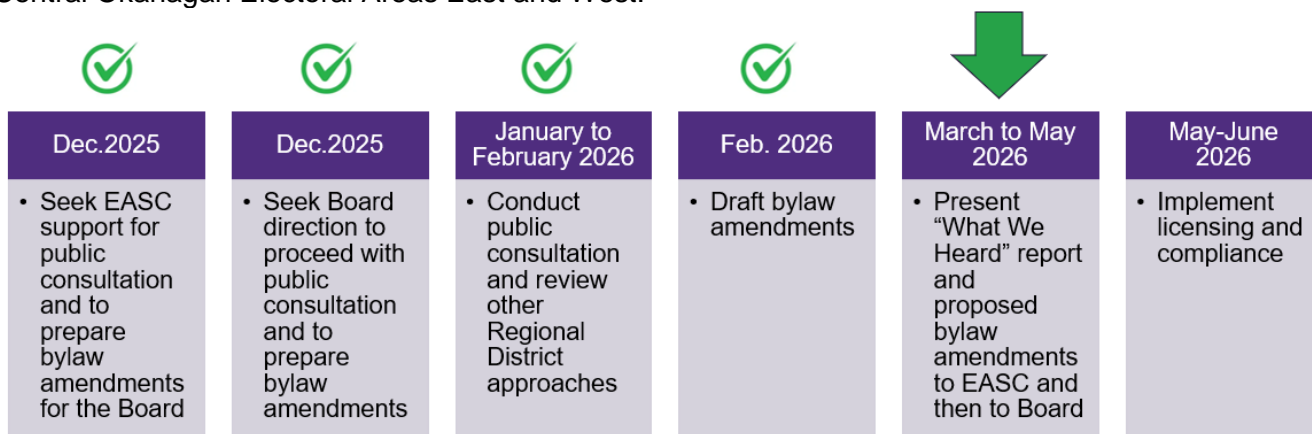 Central Okanagan Electoral Areas East and West.
Dec.2025
• Seek EASC
support for
public
consultation
and to
prepare
bylaw
amendments
for the Board
Dec.2025
• Seek Board
direction to
proceed with
public
consultation
and to
prepare
bylaw
amendments
January to
February 2026
• Conduct
public
consultation
and review
other
Regional
District
approaches
Feb. 2026
• Draft bylaw
amendments
March to May
2026
• Present
“What We
Heard” report
and
proposed
bylaw
amendments
to EASC and
then to Board
May-June
2026
• Implement
licensing and
compliance